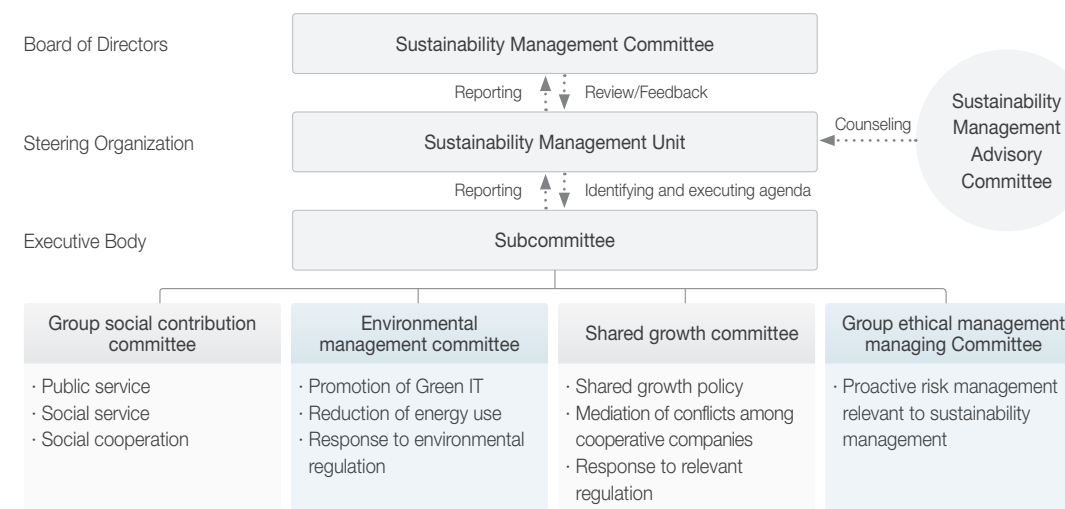 Board of Directors
Sustainability Management Committee
Reporting
Review/Feedback
Steering Organization
Sustainability Management Unit
Counseling
Sustainability
Management
Advisory
Committee
Reporting
Identifying and executing agenda
Executive Body
Subcommittee
Group social contribution
committee
· Public service
· Social service
· Social cooperation
Environmental
management committee
· Promotion of Green IT
· Reduction of energy use
· Response to environmental
regulation
Shared growth committee
· Shared growth policy
· Mediation of conflicts among
cooperative companies
· Response to relevant
regulation
Group ethical management
managing Committee
· Proactive risk management
relevant to sustainability
management